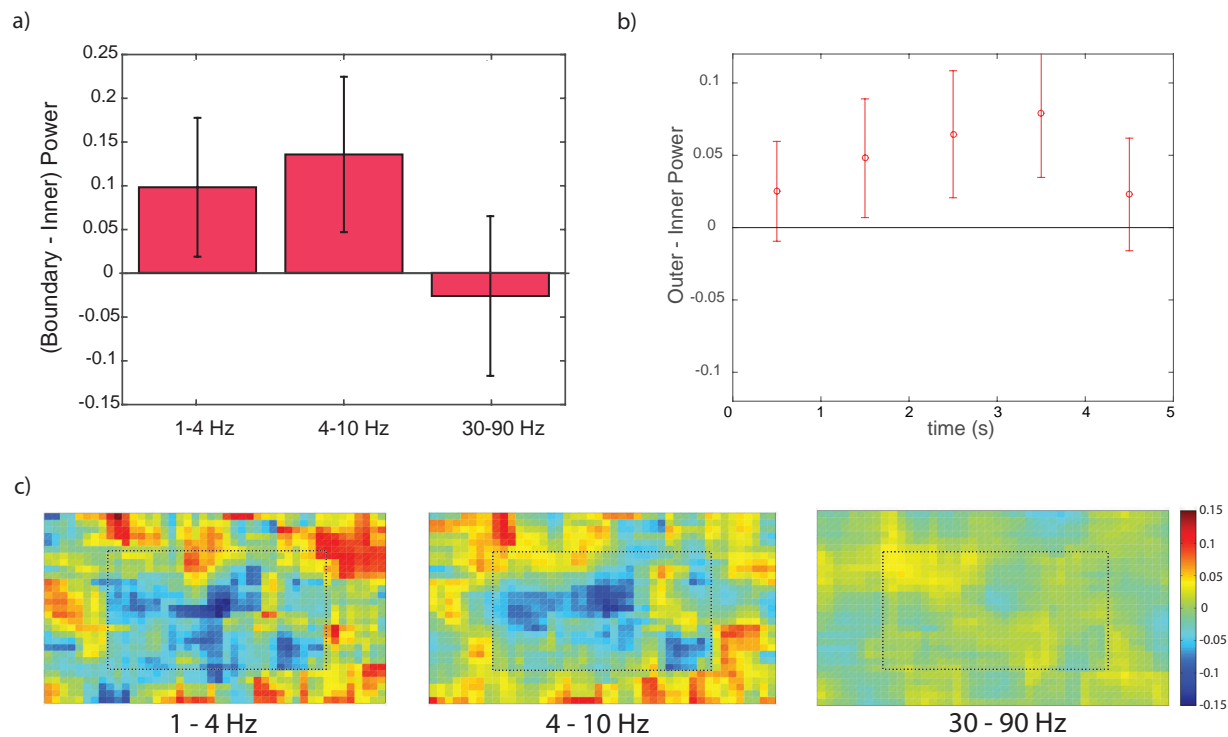 a)
0.25
0.2
0.15
0.1
0.05
0
-0.05
-0.1
-0.15
(Boundary - Inner) Power
1-4 Hz
4-10 Hz
30-90 Hz
b)
0.1
0.05
0
-0.05
-0.1
Outer - Inner Power
0
1
2
3
4
5
time (s)
c)
1 - 4 Hz
4 - 10 Hz
30 - 90 Hz
0.15
0.15
0.1
0.05
0
-0.05
-0.1
-0.15